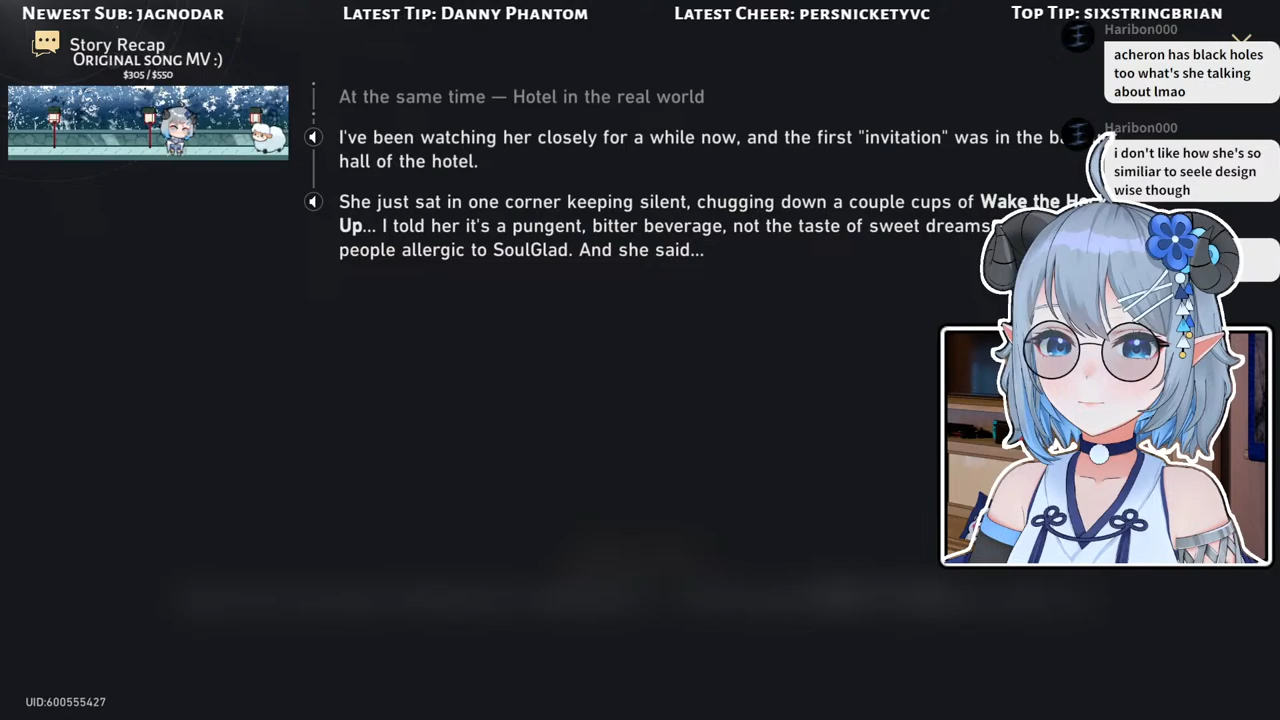 NEWEST SUB: JAGNODAR
LATEST TIP: DANNY PHANTOM
LATEST CHEER: PERSNICKETYVC
TOP TIP: SIXSTRINGBRIAN
Story Recap
ORIGINAL SONG MV :)
$305 / $550
At the same time — Hotel in the real world
I've been watching her closely for a while now, and the first "invitation" was in the
hall of the hotel.
She just sat in one corner keeping silent, chugging down a couple cups of Wake the
Up... I told her it's a pungent, bitter beverage, not the taste of sweet dreams
people allergic to SoulGlad. And she said...
Haribon000
acheron has black holes
too what's she talking
about lmao
Haribon000
i don't like how she's so
similiar to seele design
wise though
UID:600555427